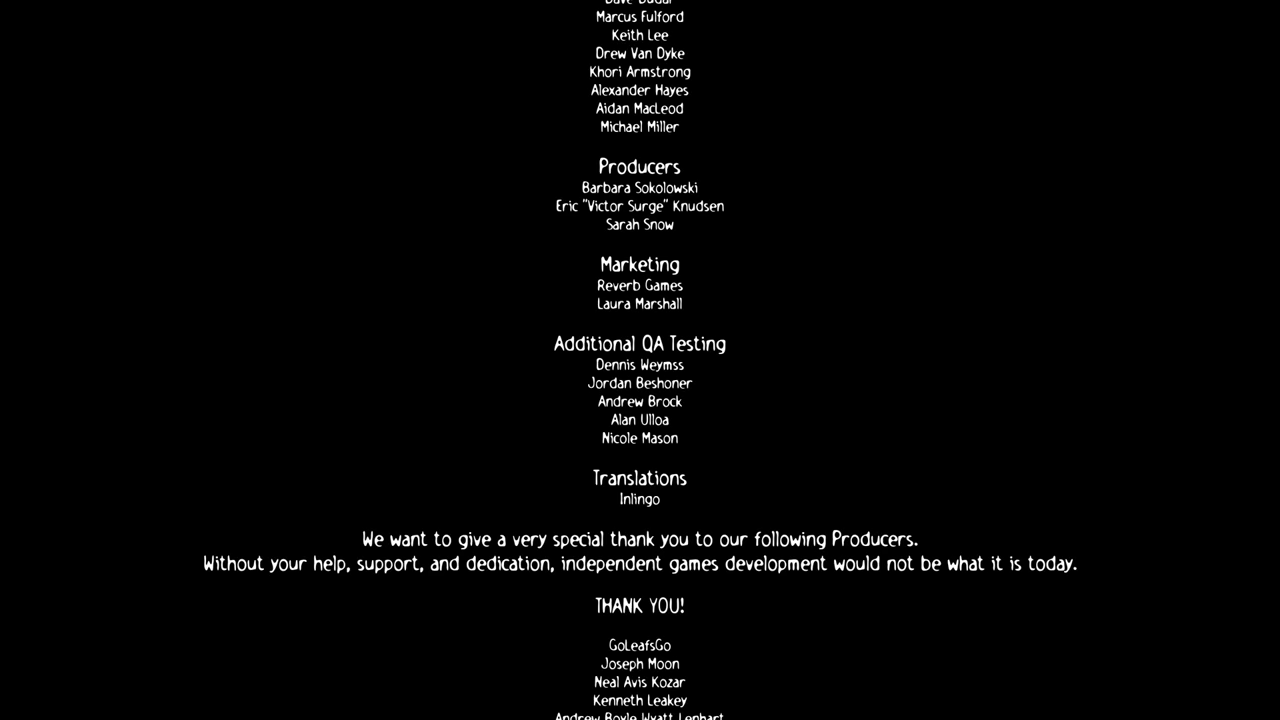 Marcus Fulford
Keith Lee
Drew Van Dyke
Khori Armstrong
Alexander Hayes
Aidan MacLeod
Michael Miller
Producers
Barbara Sokolowski
Eric "Victor Surge" Knudsen
Sarah Snow
Marketing
Reverb Games
Laura Marshall
Additional QA Testing
Dennis Weymss
Jordan Beshoner
Andrew Brock
Alan Ulloa
Nicole Mason
Translations
Inlingo
We want to give a very special thank you to our following Producers.
Without your help, support, and dedication, independent games development would not be what it is today.
THANK YOU!
GoLeafsGo
Joseph Moon
Neal Avis Kozar
Kenneth Leakey
Andrew Boyle Wyatt Lenhart